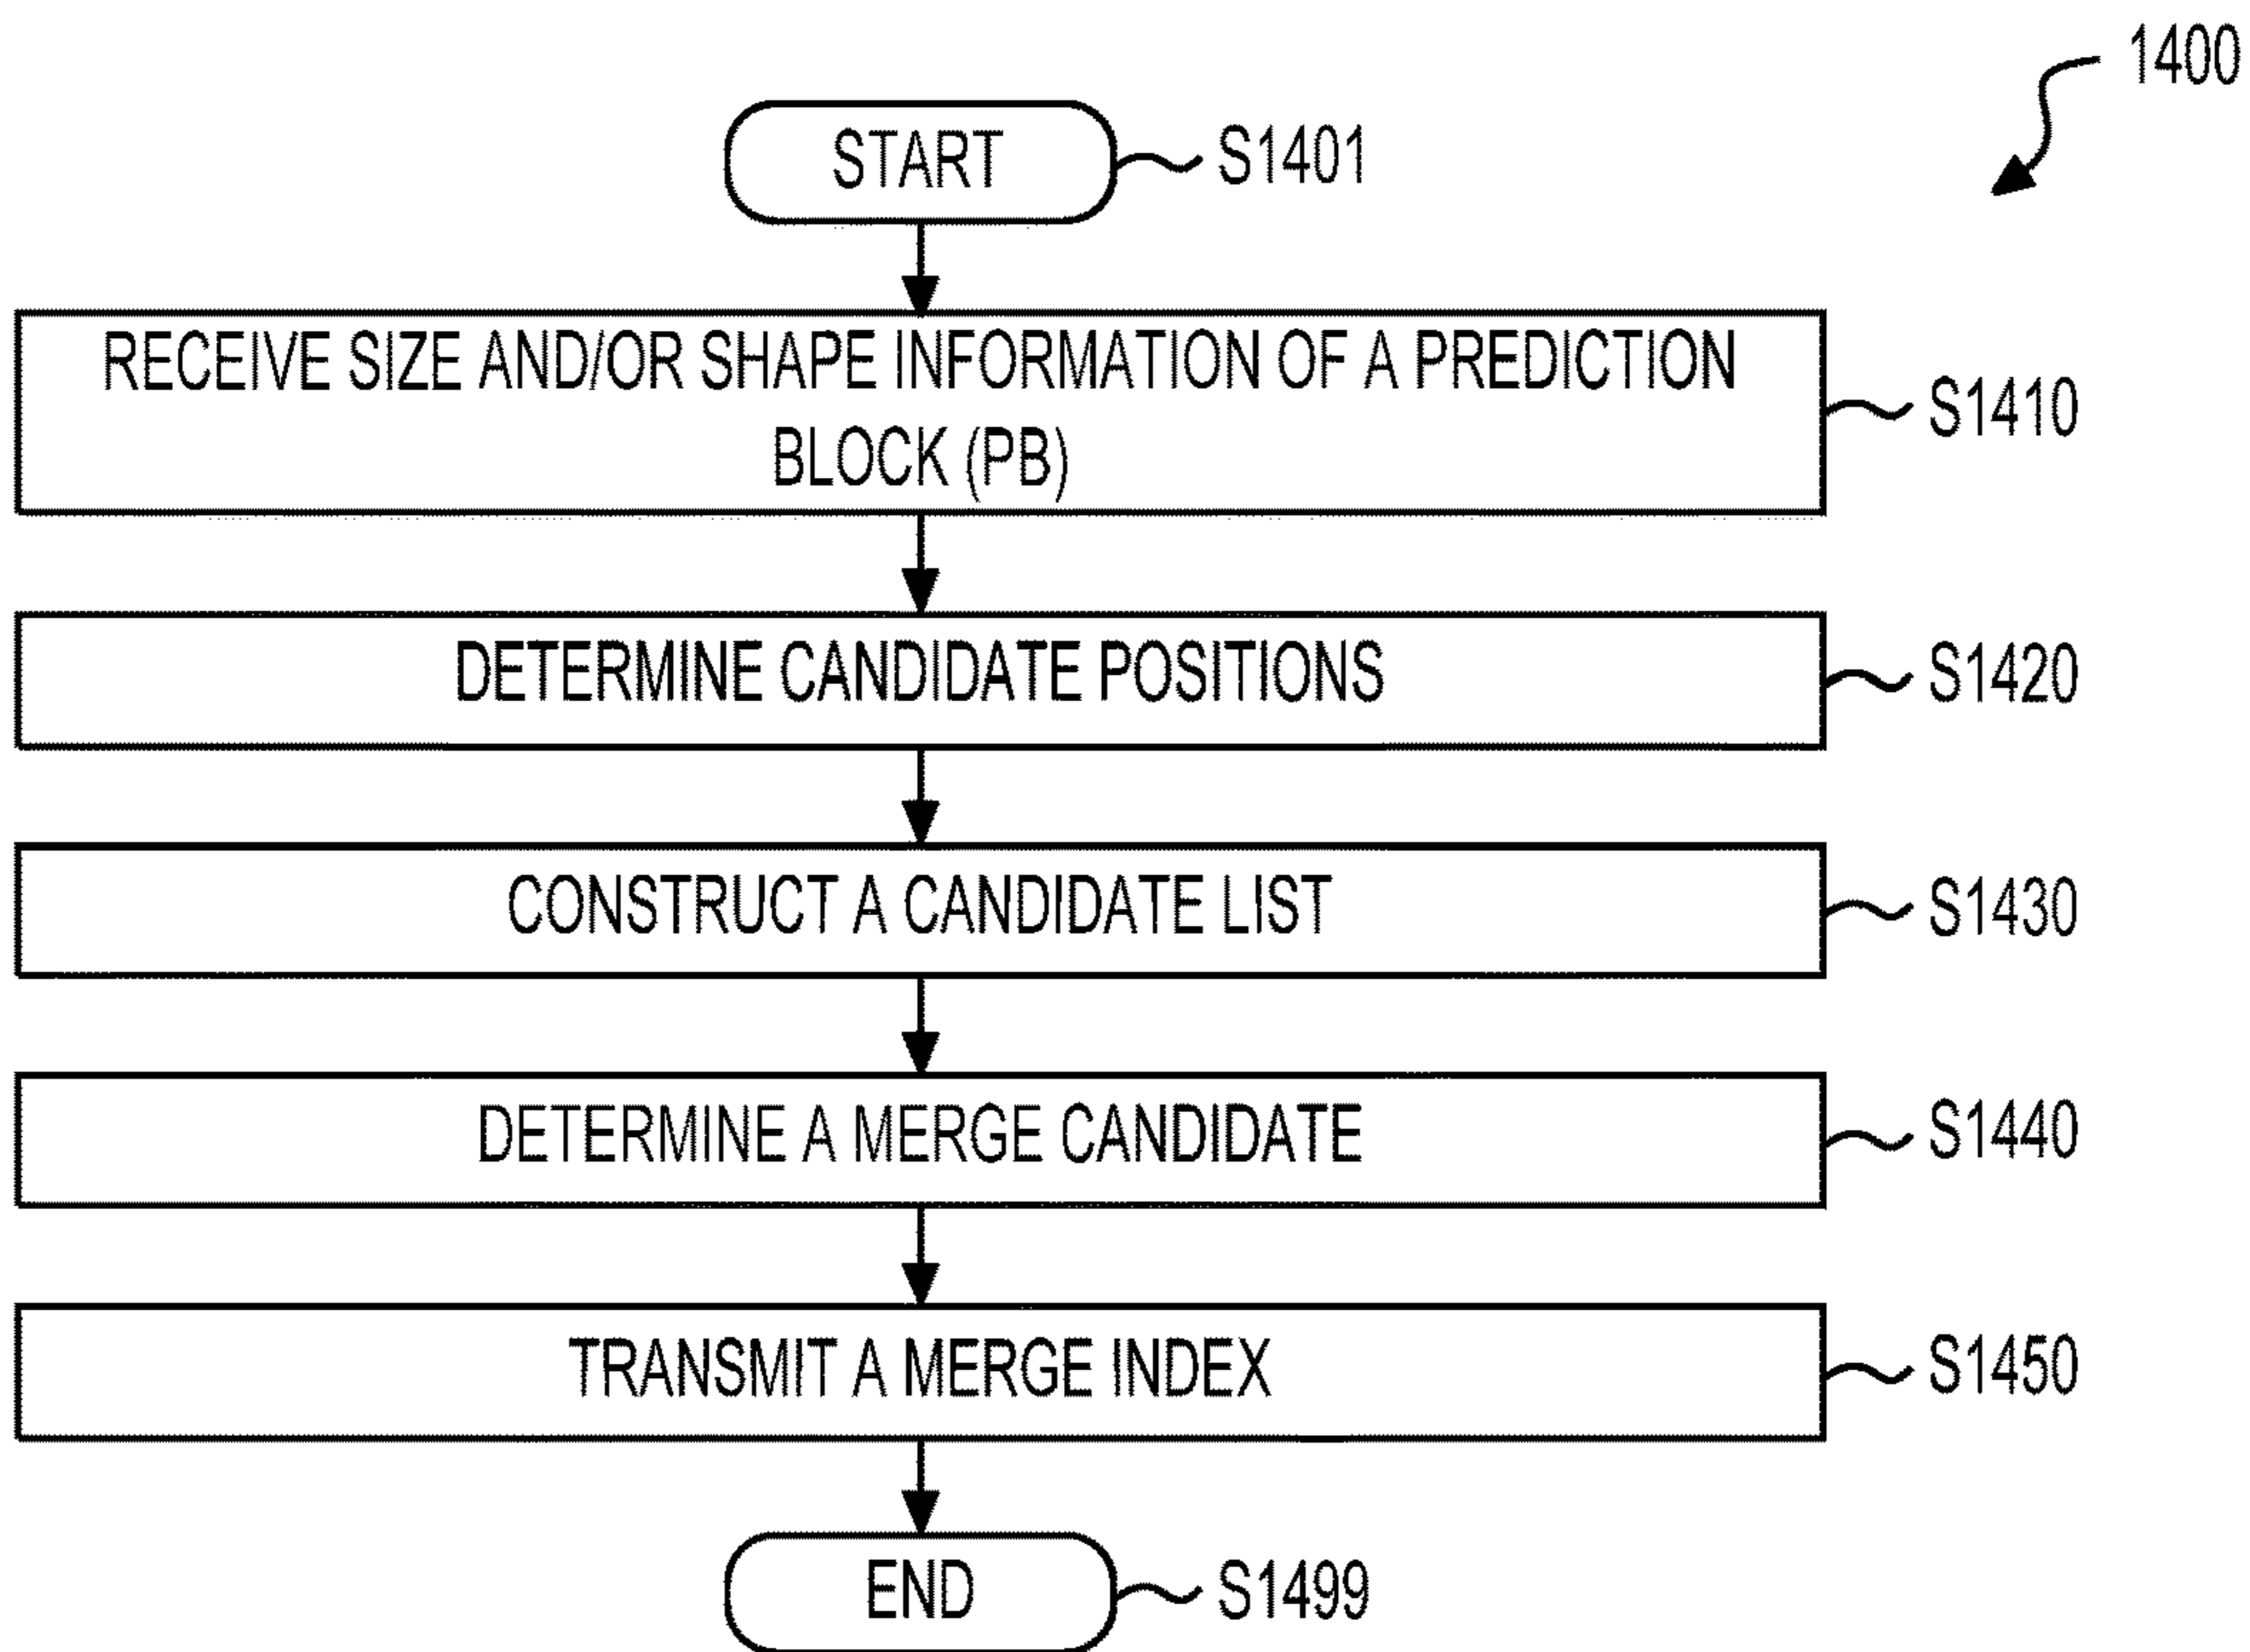 1400
START
S1401
RECEIVE SIZE AND/OR SHAPE INFORMATION OF A PREDICTION
BLOCK (PB)
S1410
DETERMINE CANDIDATE POSITIONS
S1420
CONSTRUCT A CANDIDATE LIST
S1430
DETERMINE A MERGE CANDIDATE
S1440
TRANSMIT A MERGE INDEX
S1450
END
S1499